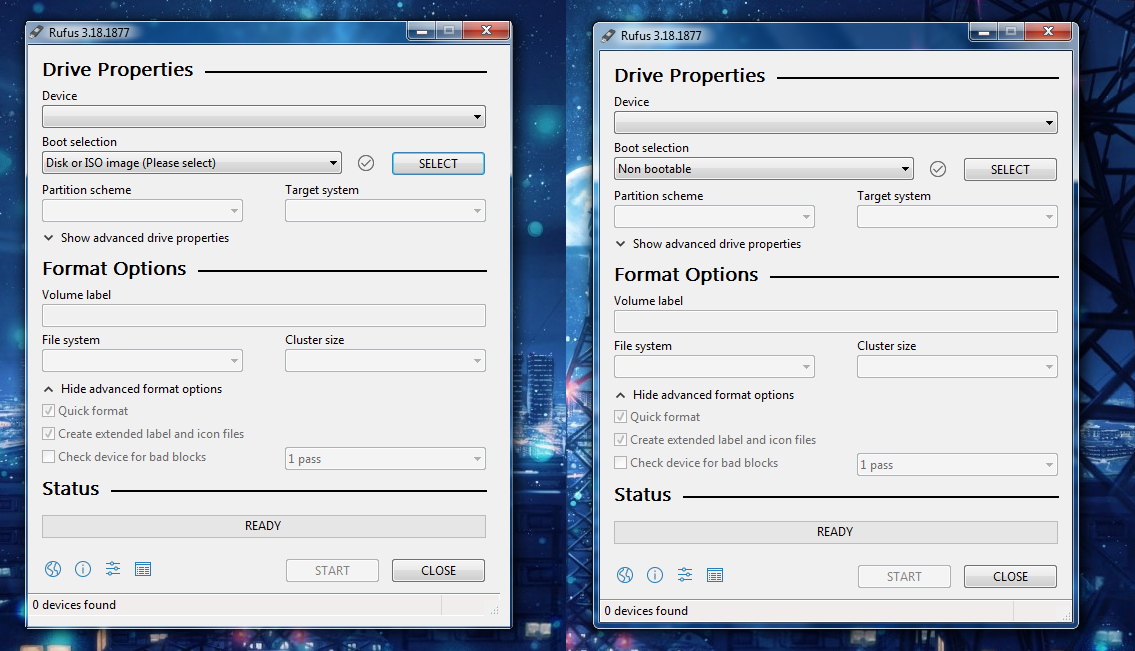 Rufus 3.18.1877
Drive Properties
Device
Boot selection
Disk or ISO image (Please select)
SELECT
Partition scheme
Target system
Show advanced drive properties
Format Options
Volume label
File system
Cluster size
Hide advanced format options
Quick format
Create extended label and icon files
Check device for bad blocks
1 pass
Status
READY
START
CLOSE
0 devices found
Rufus 3.18.1877
Drive Properties
Device
Boot selection
Non bootable
SELECT
Partition scheme
Target system
Show advanced drive properties
Format Options
Volume label
File system
Cluster size
Hide advanced format options
Quick format
Create extended label and icon files
Check device for bad blocks
1 pass
Status
READY
START
CLOSE
0 devices found